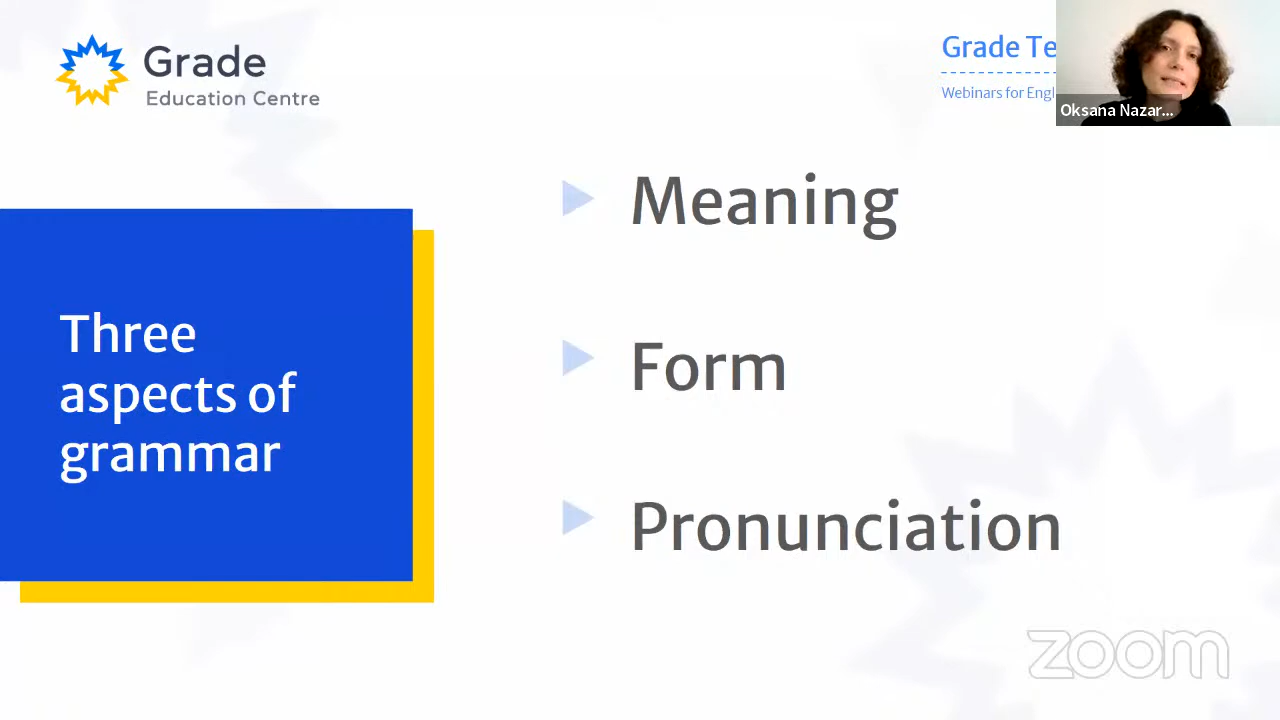 Grade
Education Centre
Grade Te
Webinars for Engl
Oksana Nazar...
Meaning
Three
aspects of
grammar
Form
Pronunciation
zoom